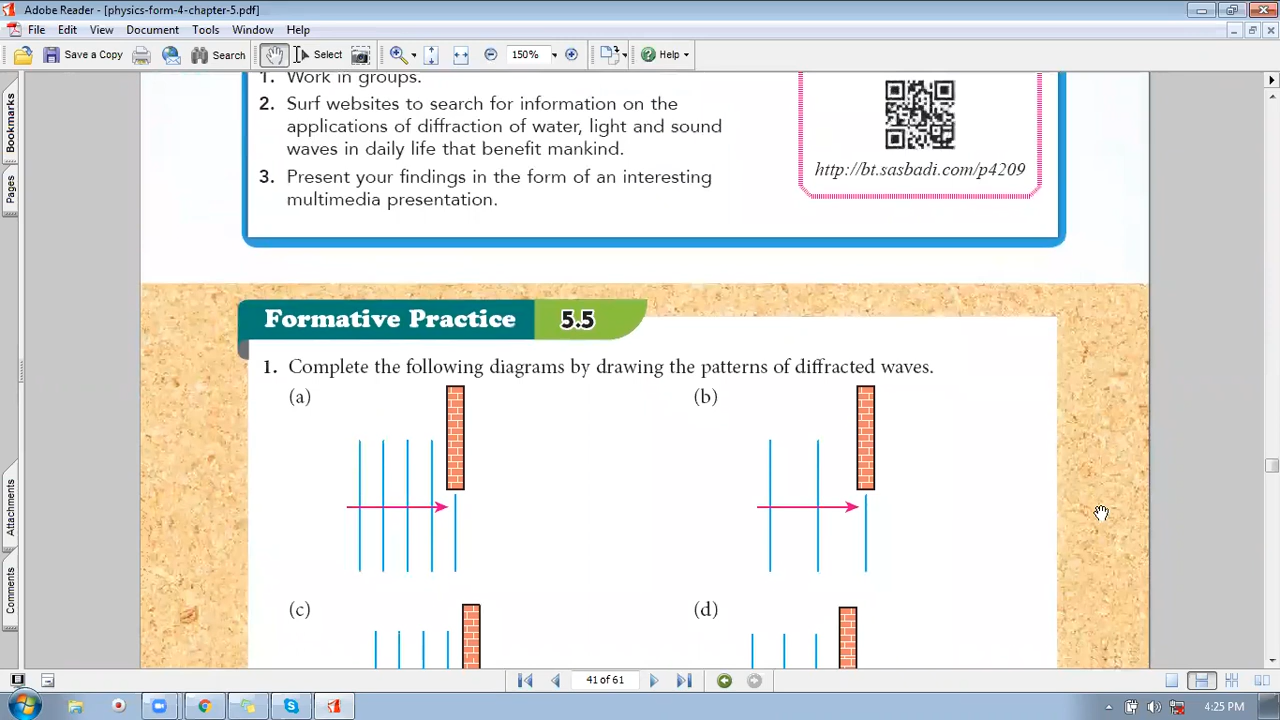 Adobe Reader - [physics-form-4-chapter-5.pdf]
File Edit View Document Tools Window Help
Save a Copy Search Select 150% Help
Bookmarks
Pages
Attachments
Comments
1. Work in groups.
2. Surf websites to search for information on the
applications of diffraction of water, light and sound
waves in daily life that benefit mankind.
3. Present your findings in the form of an interesting
multimedia presentation.
http://bt.sasbadi.com/p4209
Formative Practice 5.5
1. Complete the following diagrams by drawing the patterns of diffracted waves.
(a) (b)
(c) (d)
41 of 61
4:25 PM